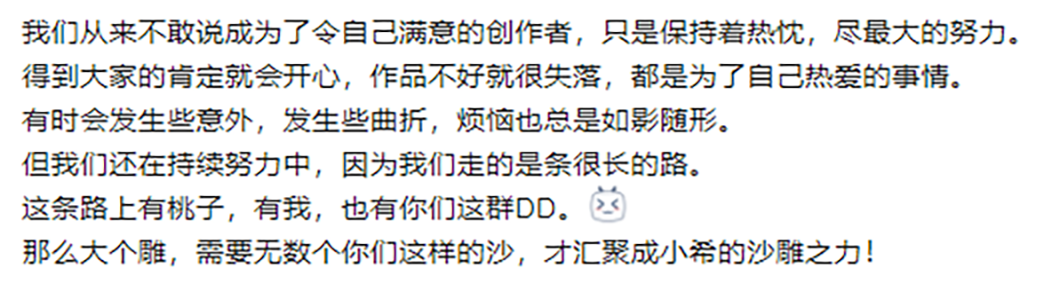 我们从来不敢说成为了令自己满意的创作者，只是保持着热忱，尽最大的努力。
得到大家的肯定就会开心，作品不好就很失落，都是为了自己热爱的事情。
有时会发生些意外，发生些曲折，烦恼也总是如影随形。
但我们还在持续努力中，因为我们走的是条很长的路。
这条路上有桃子，有我，也有你们这群DD。
那么大个雕，需要无数个你们这样的沙，才汇聚成小希的沙雕之力！